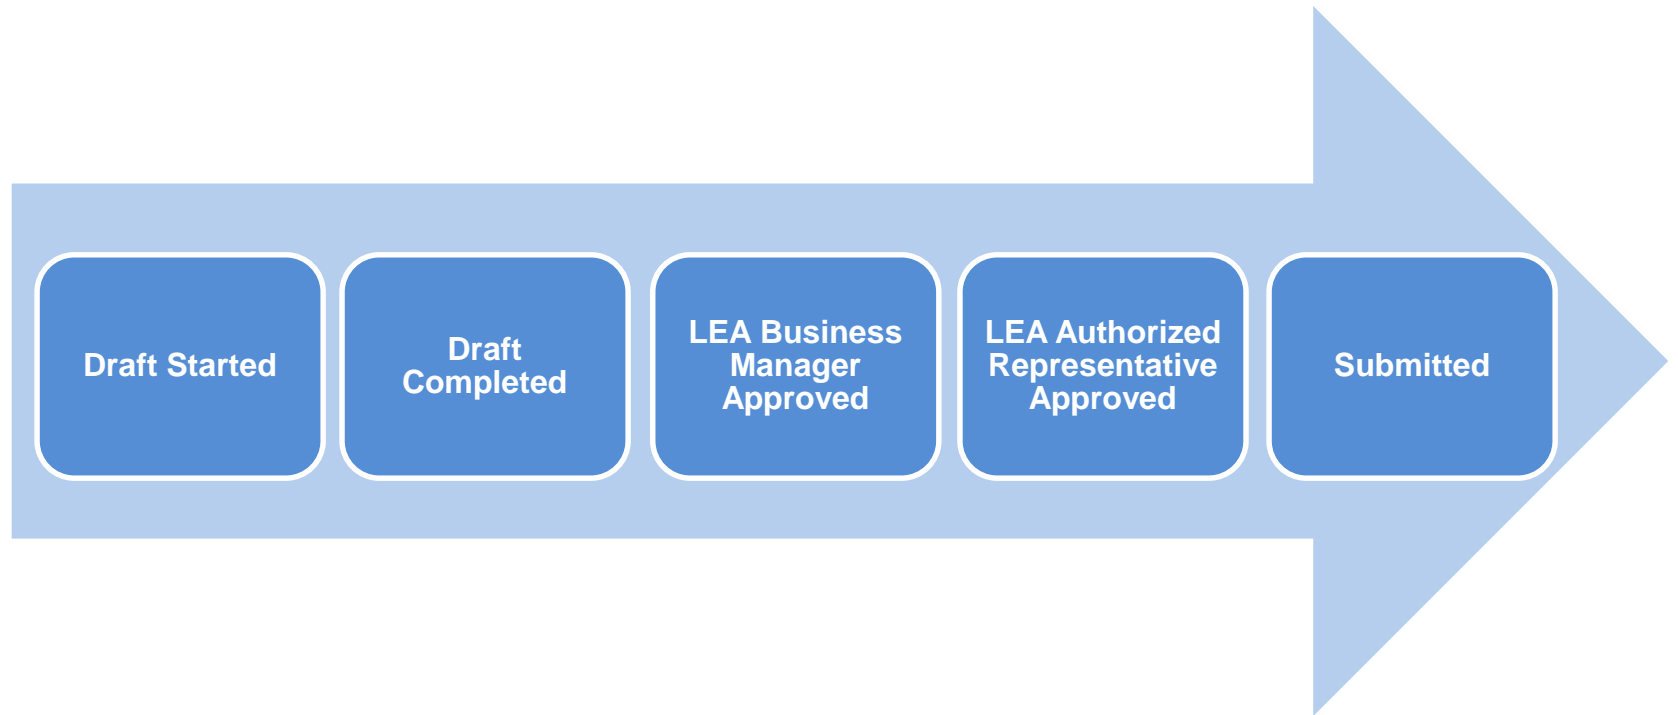 Draft Started
Draft
Completed
LEA Business
Manager
Approved
LEA Authorized
Representative
Approved
Submitted